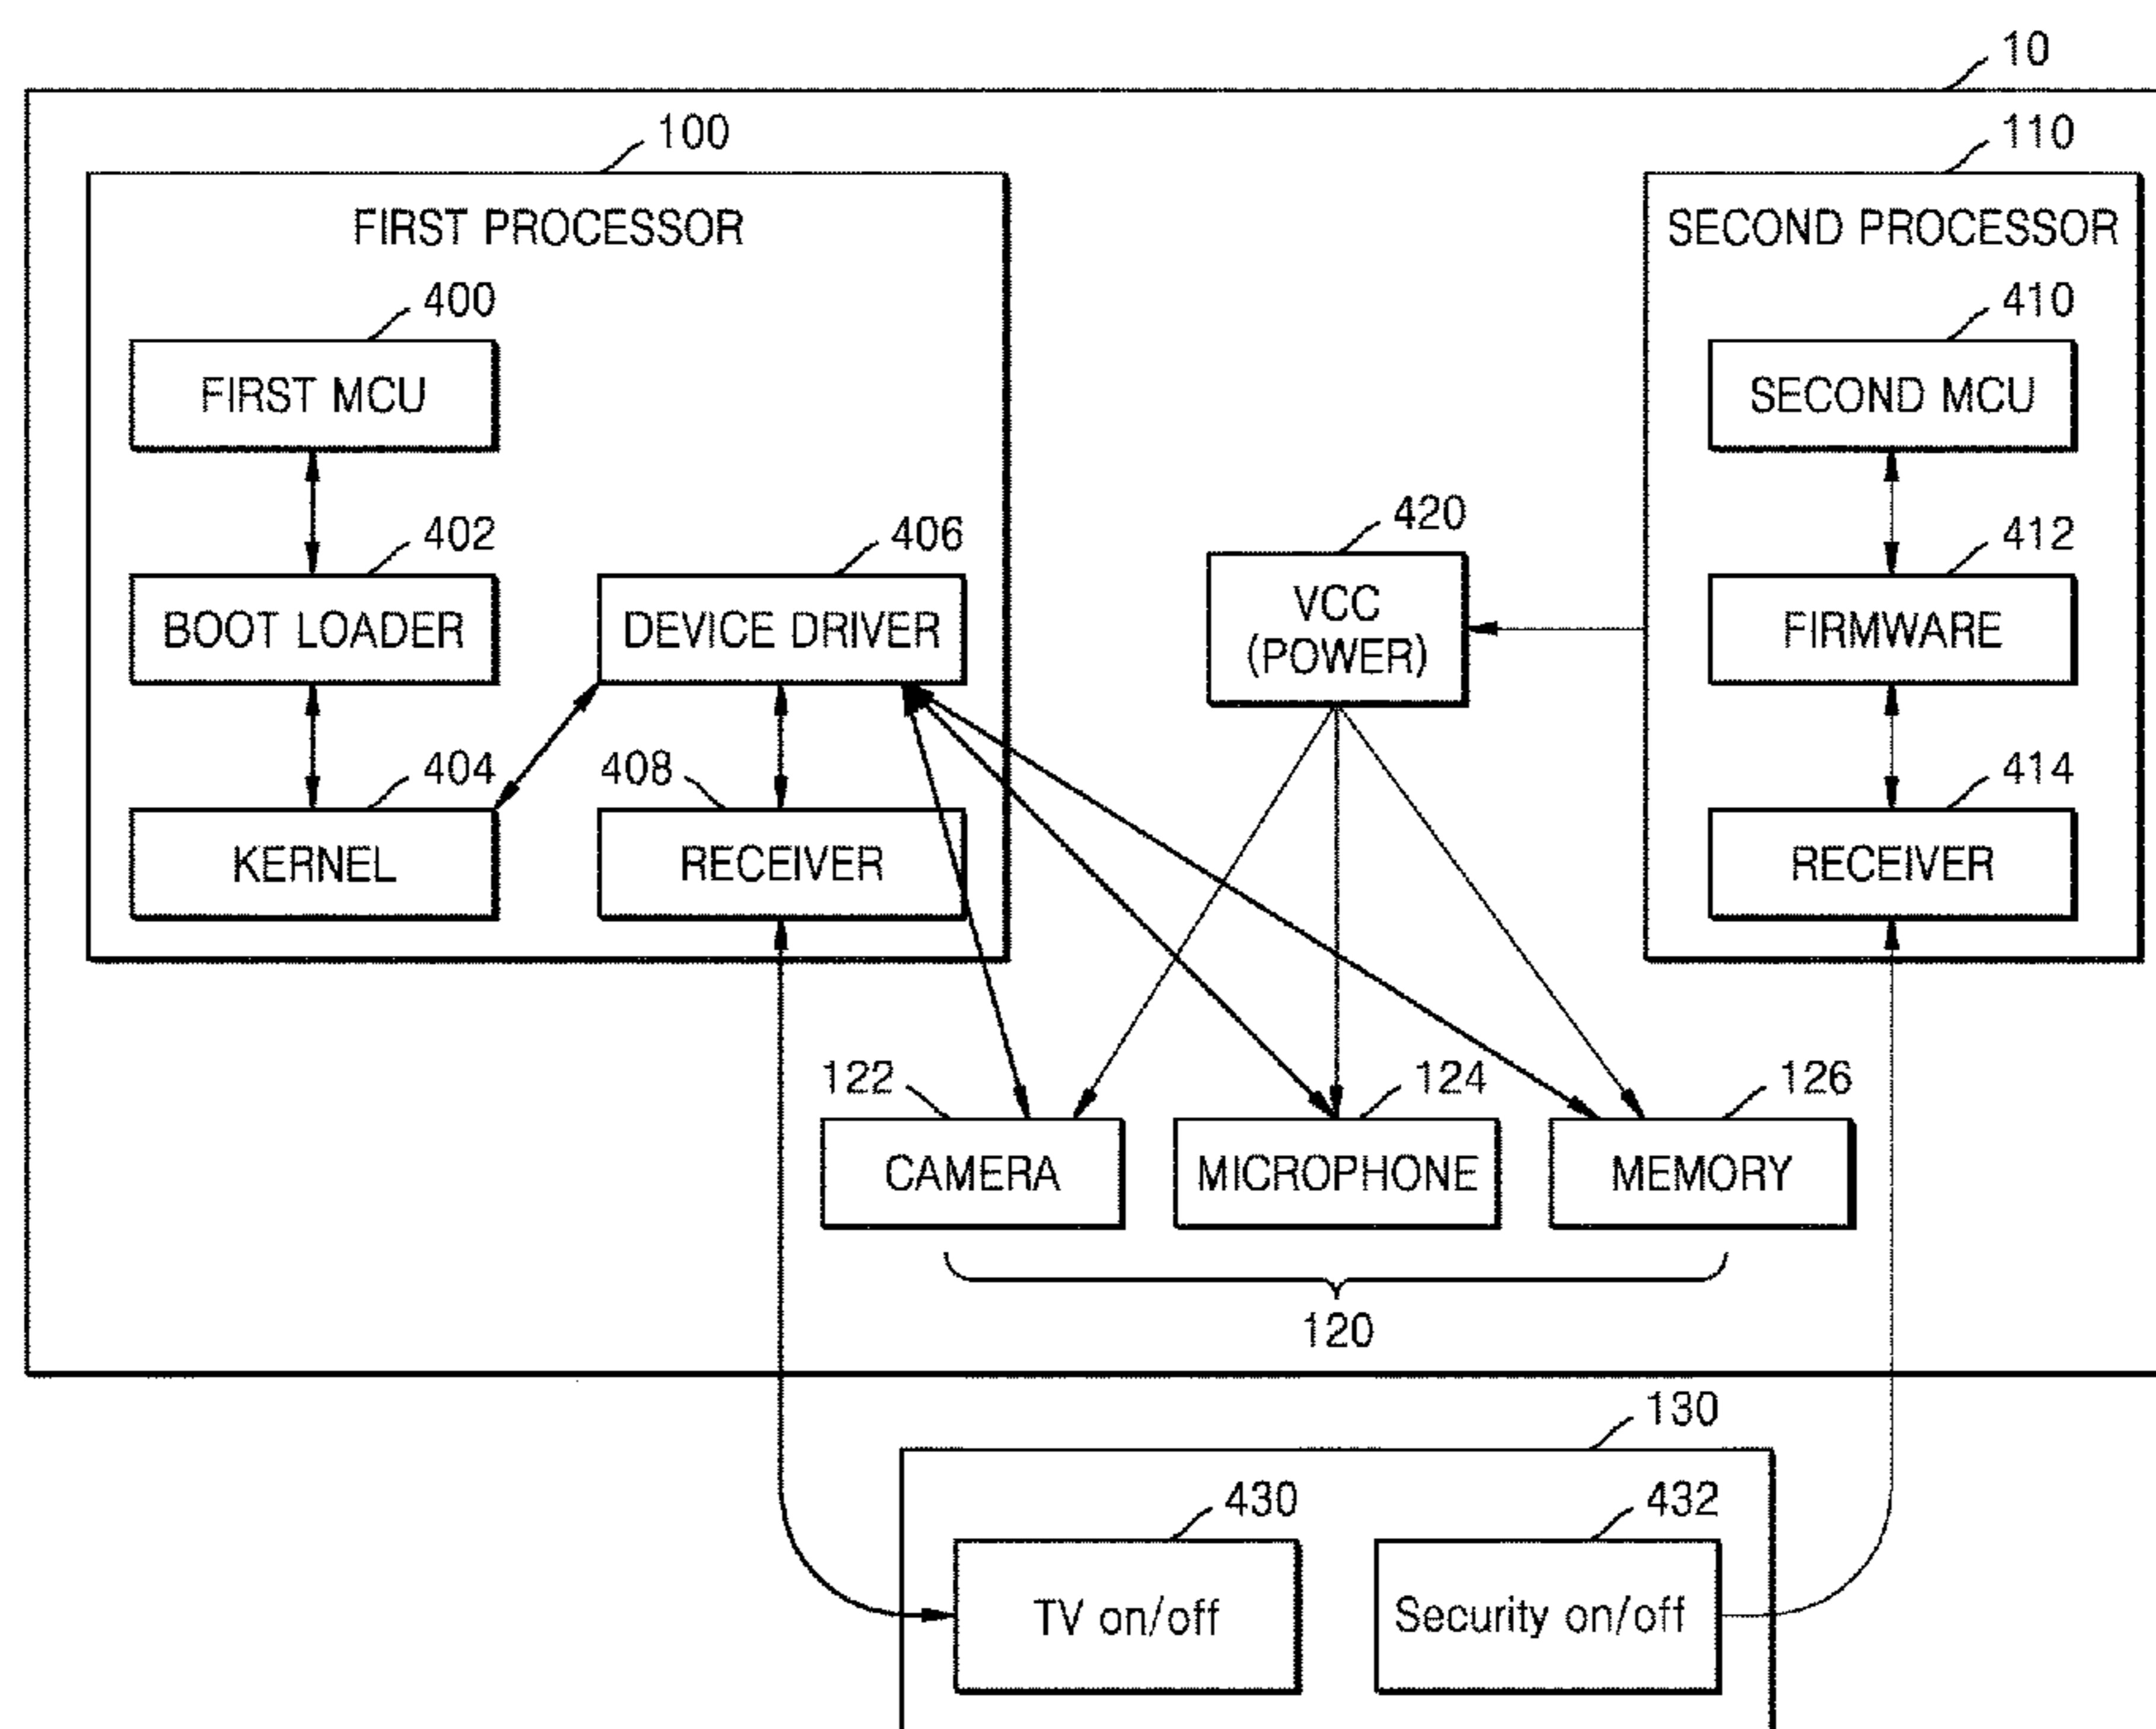 10
100
110
FIRST PROCESSOR
SECOND PROCESSOR
400
410
FIRST MCU
SECOND MCU
402
406
420
412
BOOT LOADER
DEVICE DRIVER
VCC
(POWER)
FIRMWARE
404
408
414
KERNEL
RECEIVER
RECEIVER
122
124
126
CAMERA
MICROPHONE
MEMORY
120
130
430
432
TV on/off
Security on/off